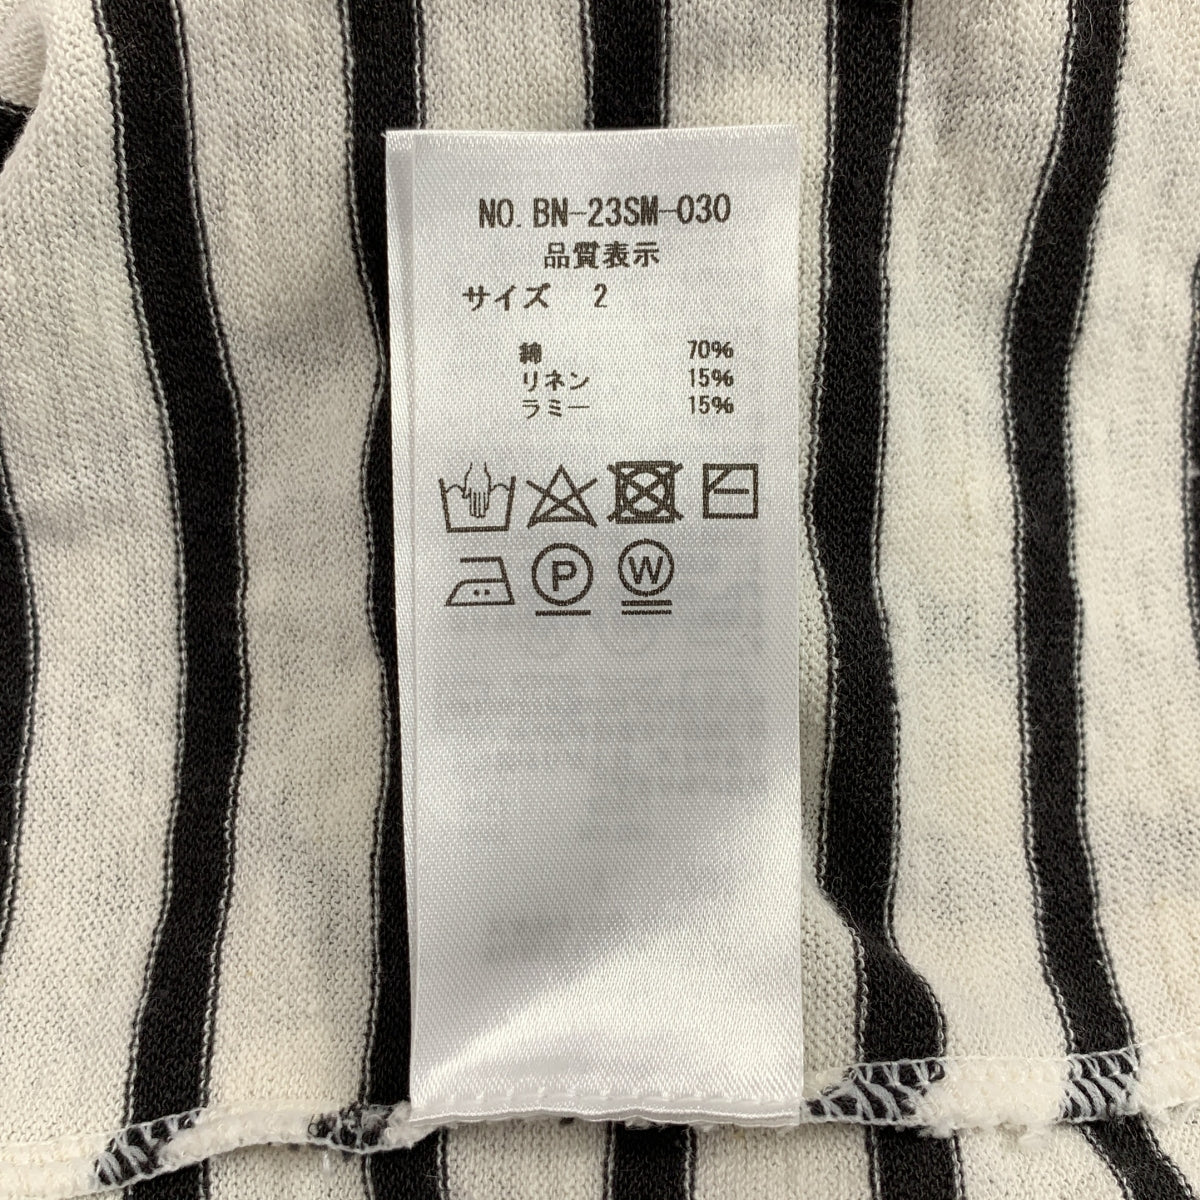 NO. BN-23SM-030
品質表示
サイズ 2
綿 70%
リネン 15%
ラミー 15%
P W